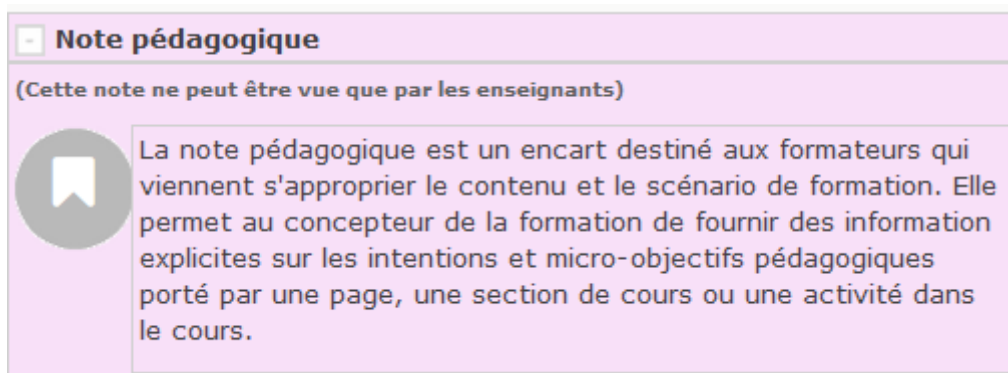 Note pédagogique
(Cette note ne peut être vue que par les enseignants)
La note pédagogique est un encart destiné aux formateurs qui
viennent s'approprier le contenu et le scénario de formation. Elle
permet au concepteur de la formation de fournir des information
explicites sur les intentions et micro-objectifs pédagogiques
porté par une page, une section de cours ou une activité dans
le cours.